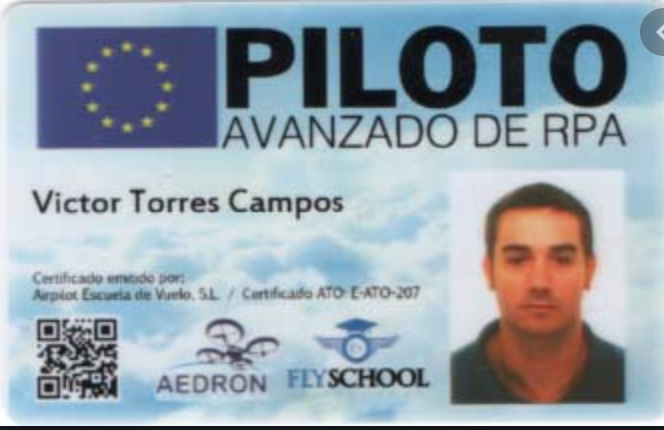 PILOTO
AVANZADO DE RPA
Victor Torres Campos
Certificado emitido por:
Airpilot Escuela de Vuelo, S.L. / Certificado ATO: E-ATO-207
AEDRON
FLYSCHOOL